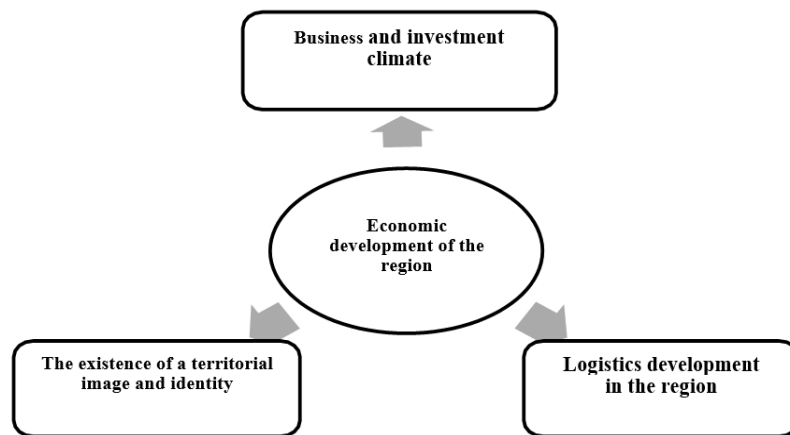 Business and investment
climate
Economic
development of the
region
The existence of a territorial
image and identity
Logistics development
in the region